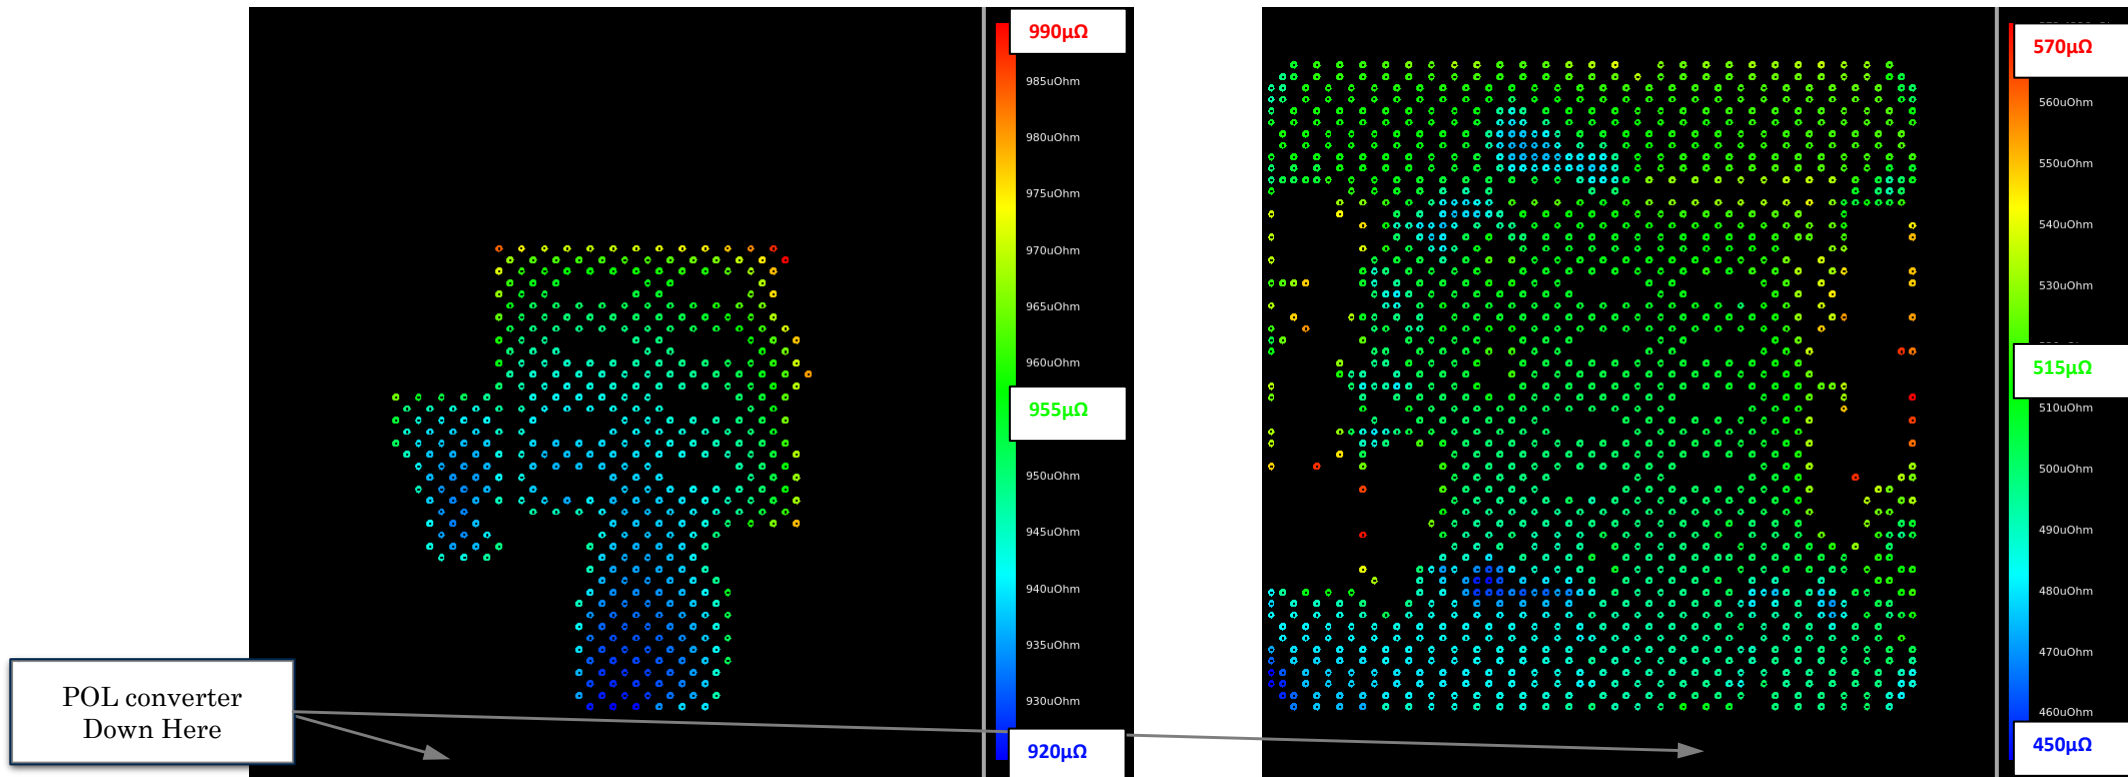 990μΩ
985uOhm
980uOhm
975uOhm
970uOhm
965uOhm
960uOhm
955μΩ
950uOhm
945uOhm
940uOhm
935uOhm
930uOhm
920μΩ
570μΩ
560uOhm
550uOhm
540uOhm
530uOhm
515μΩ
510uOhm
500uOhm
490uOhm
480uOhm
470uOhm
460uOhm
450μΩ
POL converter
Down Here